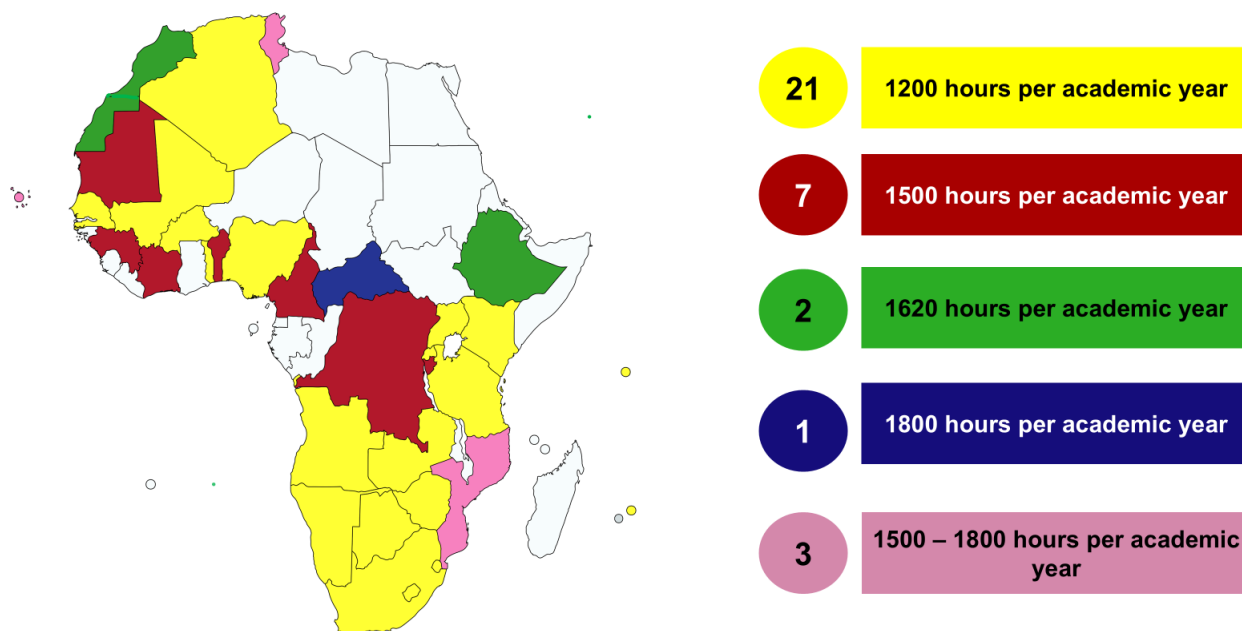 21
1200 hours per academic year
7
1500 hours per academic year
2
1620 hours per academic year
1
1800 hours per academic year
3
1500 – 1800 hours per academic
year